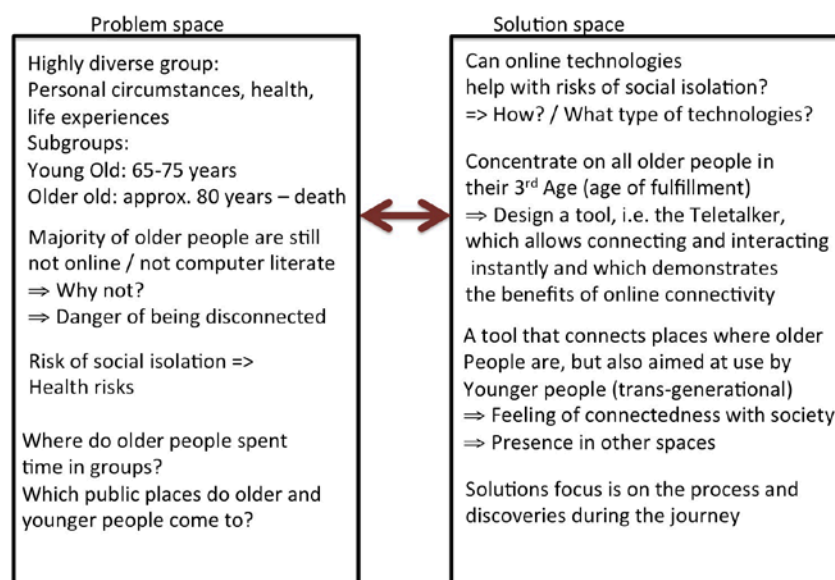 Problem space
Highly diverse group:
Personal circumstances, health,
life experiences
Subgroups:
Young Old: 65-75 years
Older old: approx. 80 years – death
Majority of older people are still
not online / not computer literate
⇒ Why not?
⇒ Danger of being disconnected
Risk of social isolation =>
Health risks
Where do older people spent
time in groups?
Which public places do older and
younger people come to?
Solution space
Can online technologies
help with risks of social isolation?
=> How? / What type of technologies?
Concentrate on all older people in
their 3rd Age (age of fulfillment)
⇒ Design a tool, i.e. the Teletalker,
which allows connecting and interacting
instantly and which demonstrates
the benefits of online connectivity
A tool that connects places where older
People are, but also aimed at use by
Younger people (trans-generational)
⇒ Feeling of connectedness with society
⇒ Presence in other spaces
Solutions focus is on the process and
discoveries during the journey